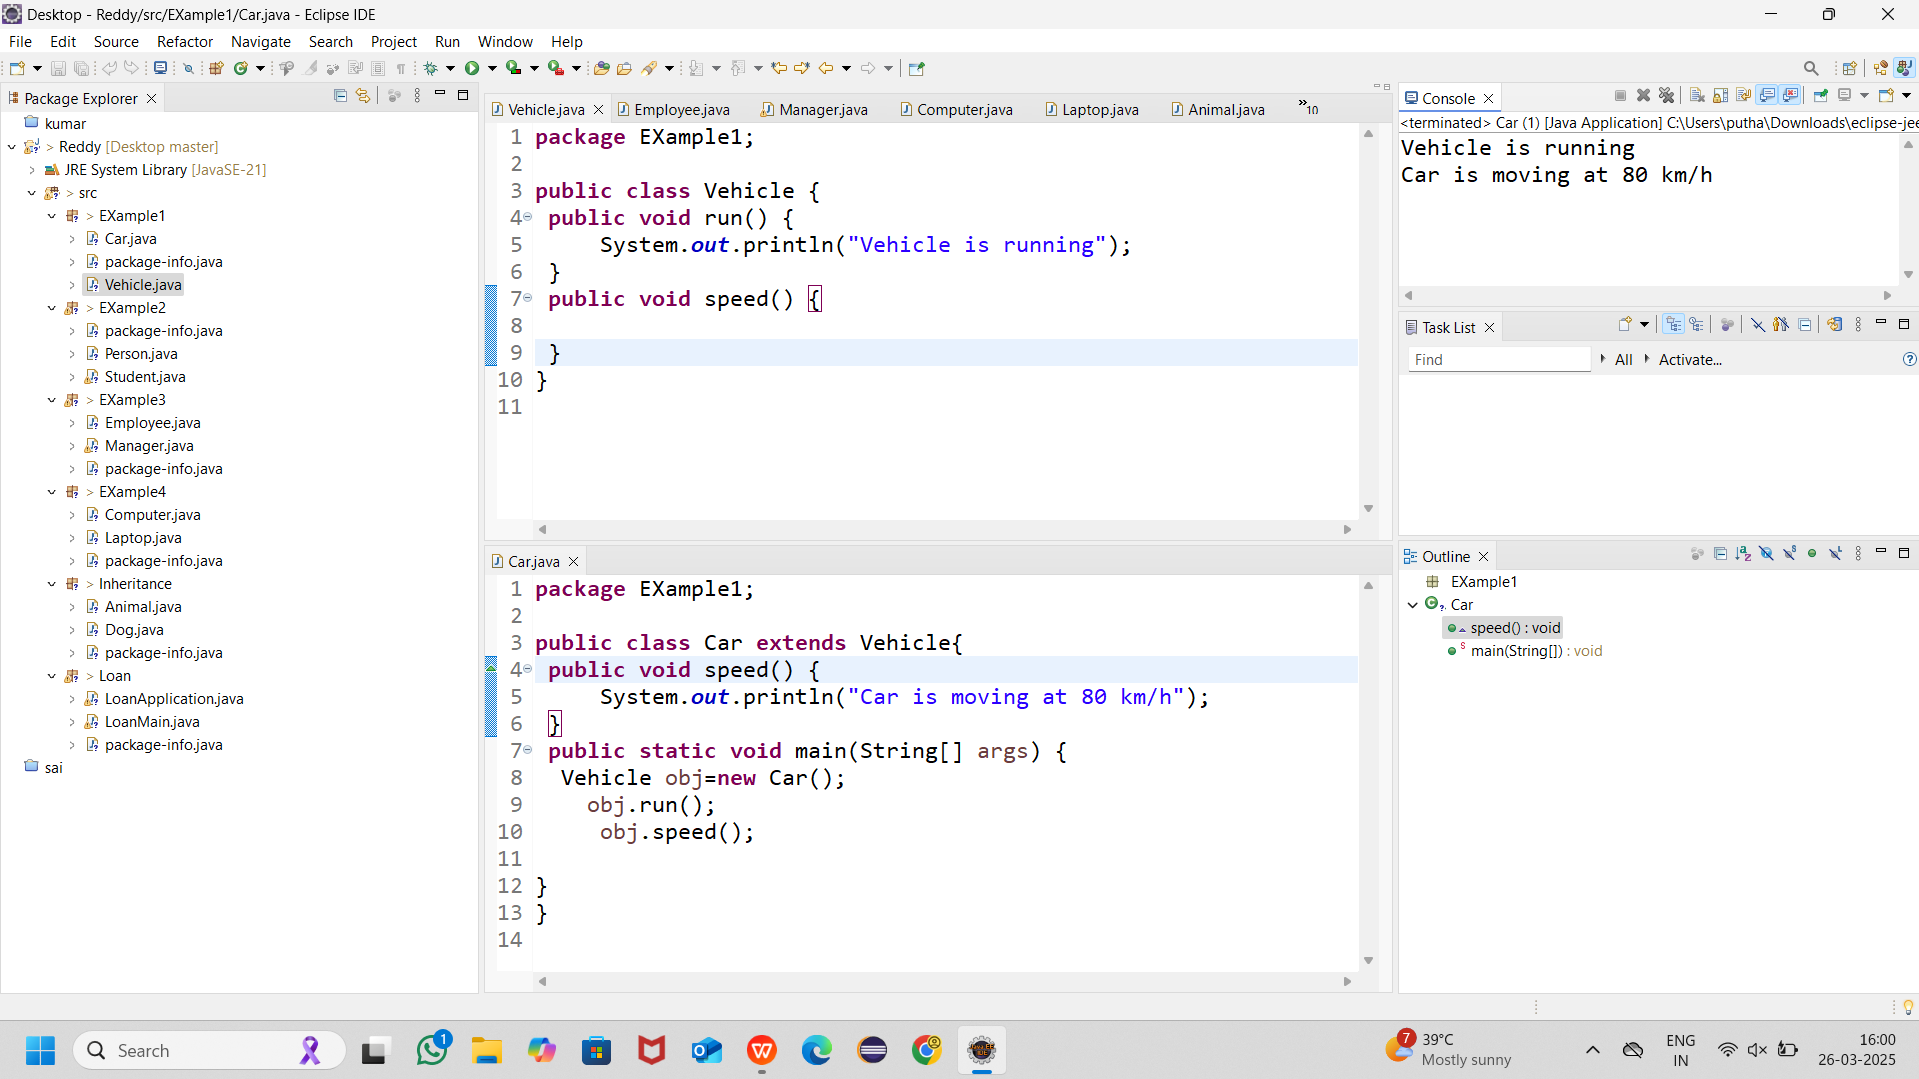 Desktop - Reddy/src/EXample1/Car.java - Eclipse IDE
File Edit Source Refactor Navigate Search Project Run Window Help
Package Explorer
kumar
> Reddy [Desktop master]
JRE System Library [JavaSE-21]
> src
> EXample1
Car.java
package-info.java
Vehicle.java
> EXample2
package-info.java
Person.java
Student.java
> EXample3
Employee.java
Manager.java
package-info.java
> EXample4
Computer.java
Laptop.java
package-info.java
> Inheritance
Animal.java
Dog.java
package-info.java
> Loan
LoanApplication.java
LoanMain.java
package-info.java
sai
Vehicle.java Employee.java Manager.java Computer.java Laptop.java Animal.java »10
1 package EXample1;
2
3 public class Vehicle {
4 public void run() {
5 System.out.println("Vehicle is running");
6 }
7 public void speed() {
8
9 }
10 }
11
Car.java
1 package EXample1;
2
3 public class Car extends Vehicle{
4 public void speed() {
5 System.out.println("Car is moving at 80 km/h");
6 }
7 public static void main(String[] args) {
8 Vehicle obj=new Car();
9 obj.run();
10 obj.speed();
11
12 }
13 }
14
Console
<terminated> Car (1) [Java Application] C:\Users\putha\Downloads\eclipse-jee
Vehicle is running
Car is moving at 80 km/h
Task List
Find All Activate...
Outline
EXample1
Car
speed() : void
main(String[]) : void
Search
1
7
39°C
Mostly sunny
ENG
IN
16:00
26-03-2025